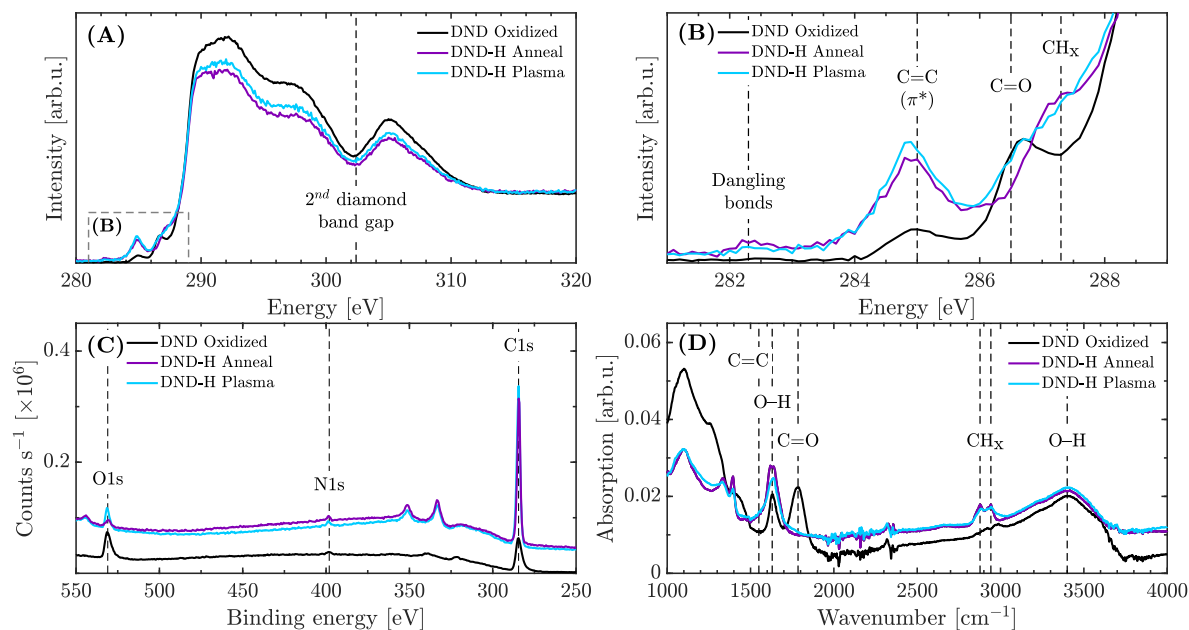 (A)
DND Oxidized
DND-H Anneal
DND-H Plasma
2nd diamond
band gap
(B)
Intensity [arb.u.]
280
290
300
310
320
Energy [eV]
(B)
DND Oxidized
DND-H Anneal
DND-H Plasma
C=C
(π*)
C=O
CHx
Dangling
bonds
Intensity [arb.u.]
282
284
286
288
Energy [eV]
(C)
DND Oxidized
DND-H Anneal
DND-H Plasma
C1s
O1s
N1s
0.4
0.2
Counts s−1 [×10^6]
550
500
450
400
350
300
250
Binding energy [eV]
(D)
DND Oxidized
DND-H Anneal
DND-H Plasma
C=C
O–H
C=O
CHx
O–H
0.06
0.04
0.02
0
Absorption [arb.u.]
1000
1500
2000
2500
3000
3500
4000
Wavenumber [cm−1]